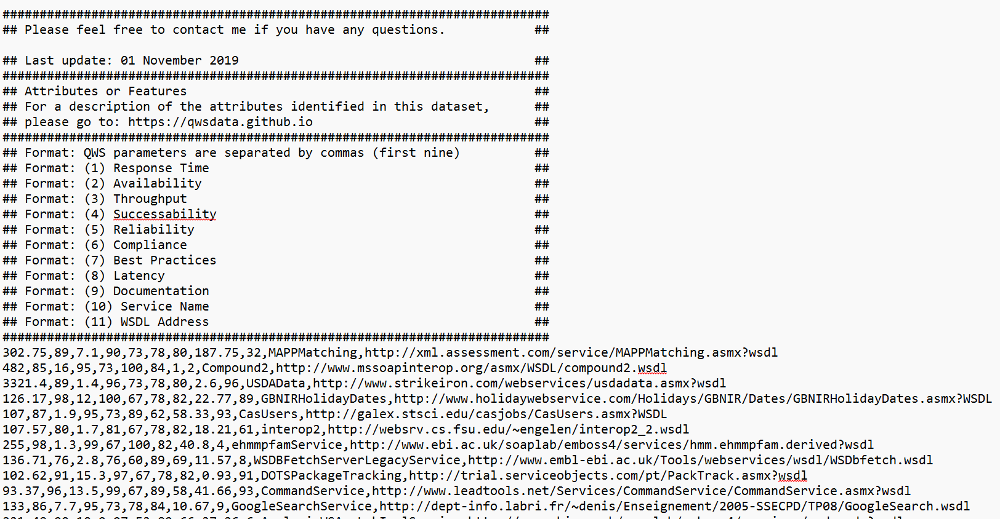 ##########################################################################
## Please feel free to contact me if you have any questions. ##
## Last update: 01 November 2019 ##
##########################################################################
## Attributes or Features ##
## For a description of the attributes identified in this dataset, ##
## please go to: https://qwsdata.github.io ##
##########################################################################
## Format: QWS parameters are separated by commas (first nine) ##
## Format: (1) Response Time ##
## Format: (2) Availability ##
## Format: (3) Throughput ##
## Format: (4) Successability ##
## Format: (5) Reliability ##
## Format: (6) Compliance ##
## Format: (7) Best Practices ##
## Format: (8) Latency ##
## Format: (9) Documentation ##
## Format: (10) Service Name ##
## Format: (11) WSDL Address ##
##########################################################################
302.75,89,7.1,90,73,78,80,187.75,32,MAPPMatching,http://xml.assessment.com/service/MAPPMatching.asmx?wsdl
482,85,16,95,73,100,84,1,2,Compound2,http://www.mssoapinterop.org/asmx/WSDL/compound2.wsdl
3321.4,89,1.4,96,73,78,80,2.6,96,USDAData,http://www.strikeiron.com/webservices/usdadata.asmx?wsdl
126.17,98,12,100,67,78,82,22.77,89,GBNIRHolidayDates,http://www.holidaywebservice.com/Holidays/GBNIR/Dates/GBNIRHolidayDates.asmx?WSDL
107,87,1.9,95,73,89,62,58.33,93,CasUsers,http://galex.stsci.edu/casjobs/CasUsers.asmx?WSDL
107.57,80,1.7,81,67,78,82,18.21,61,interop2,http://websrv.cs.fsu.edu/~engelen/interop2_2.wsdl
255,98,1.3,99,67,100,82,40.8,4,ehmmpfamService,http://www.ebi.ac.uk/soaplab/emboss4/services/hmm.ehmmpfam.derived?wsdl
136.71,76,2.8,76,60,89,69,11.57,8,WSDBFetchServerLegacyService,http://www.embl-ebi.ac.uk/Tools/webservices/wsdl/WSDbfetch.wsdl
102.62,91,15.3,97,67,78,82,0.93,91,DOTSPackageTracking,http://trial.serviceobjects.com/pt/PackTrack.asmx?wsdl
93.37,96,13.5,99,67,89,58,41.66,93,CommandService,http://www.leadtools.net/Services/CommandService/CommandService.asmx?wsdl
133,86,7.7,95,73,78,84,10.67,9,GoogleSearchService,http://dept-info.labri.fr/~denis/Enseignement/2005-SSECPD/TP08/GoogleSearch.wsdl